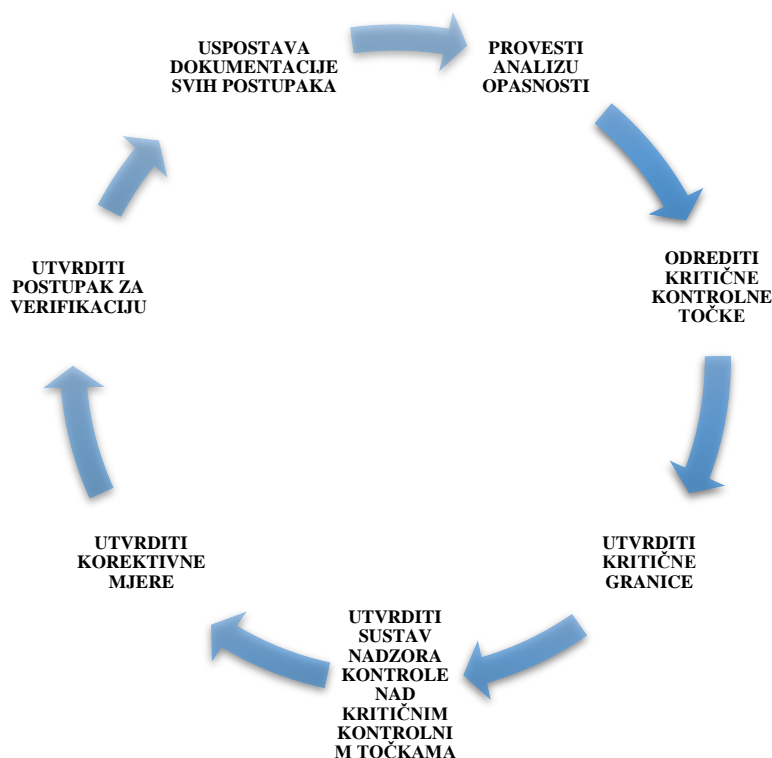 USPOSTAVA
DOKUMENTACIJE
SVIH POSTUPAKA
PROVESTI
ANALIZU
OPASNOSTI
ODREDITI
KRITIČNE
KONTROLNE
TOČKE
UTVRDITI
KRITIČNE
GRANICE
UTVRDITI
SUSTAV
NADZORA
KONTROLE
NAD
KRITIČNIM
KONTROLNI
M TOČKAMA
UTVRDITI
KOREKTIVNE
MJERE
UTVRDITI
POSTUPAK ZA
VERIFIKACIJU